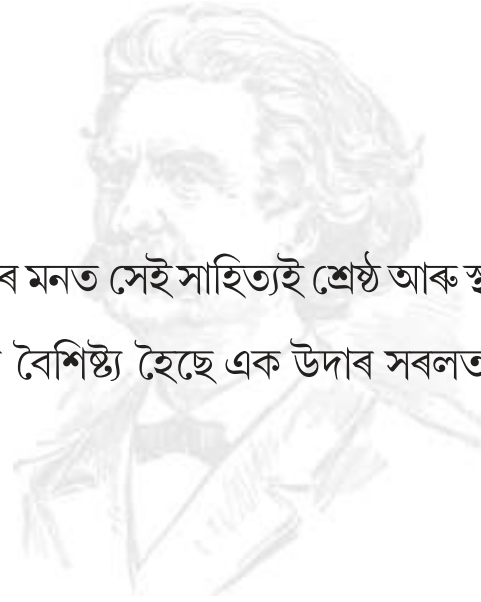 ৰ মনত সেই সাহিত্যই শ্ৰেষ্ঠ আৰু
বৈশিষ্ট্য হৈছে এক উদাৰ সৰলত